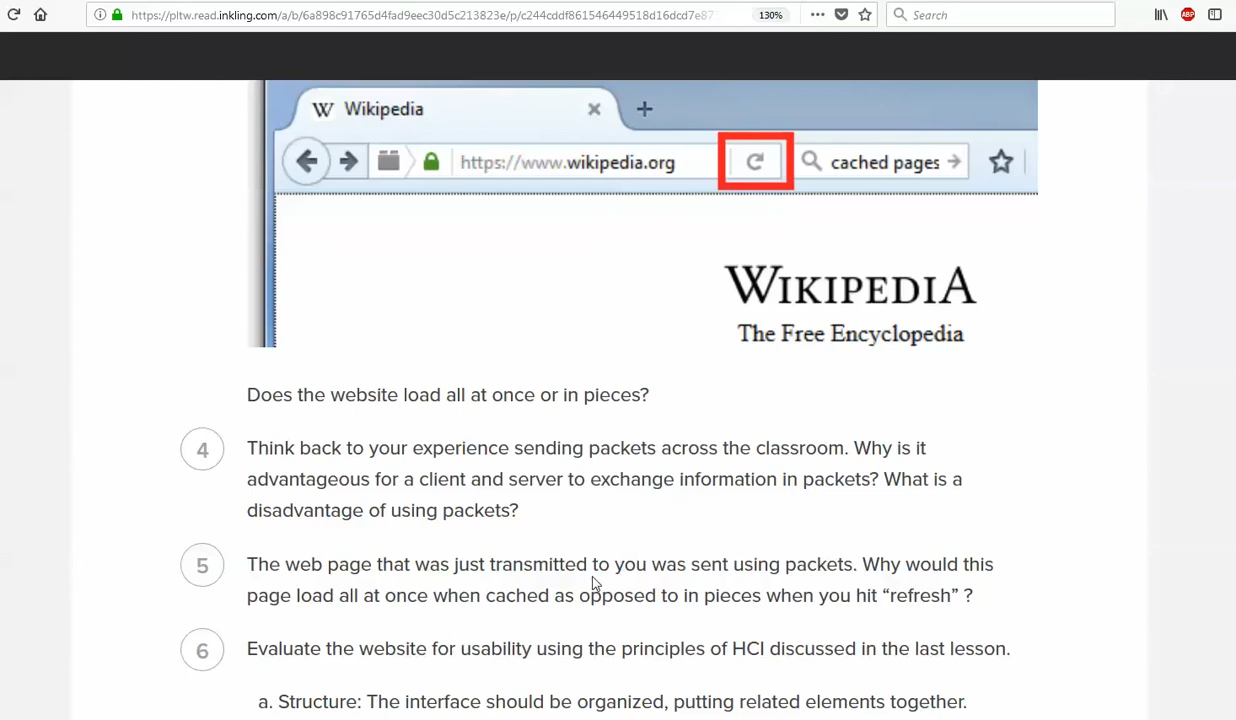 https://pltw.read.inkling.com/a/b/6a898c91765d4fad9eec30d5c213823e/p/c244cddf861546449518d16dcd7e87
130%
Search
ABP
W Wikipedia
https://www.wikipedia.org
cached pages
WIKIPEDIA
The Free Encyclopedia
Does the website load all at once or in pieces?
4 Think back to your experience sending packets across the classroom. Why is it
advantageous for a client and server to exchange information in packets? What is a
disadvantage of using packets?
5 The web page that was just transmitted to you was sent using packets. Why would this
page load all at once when cached as opposed to in pieces when you hit “refresh” ?
6 Evaluate the website for usability using the principles of HCI discussed in the last lesson.
a. Structure: The interface should be organized, putting related elements together.